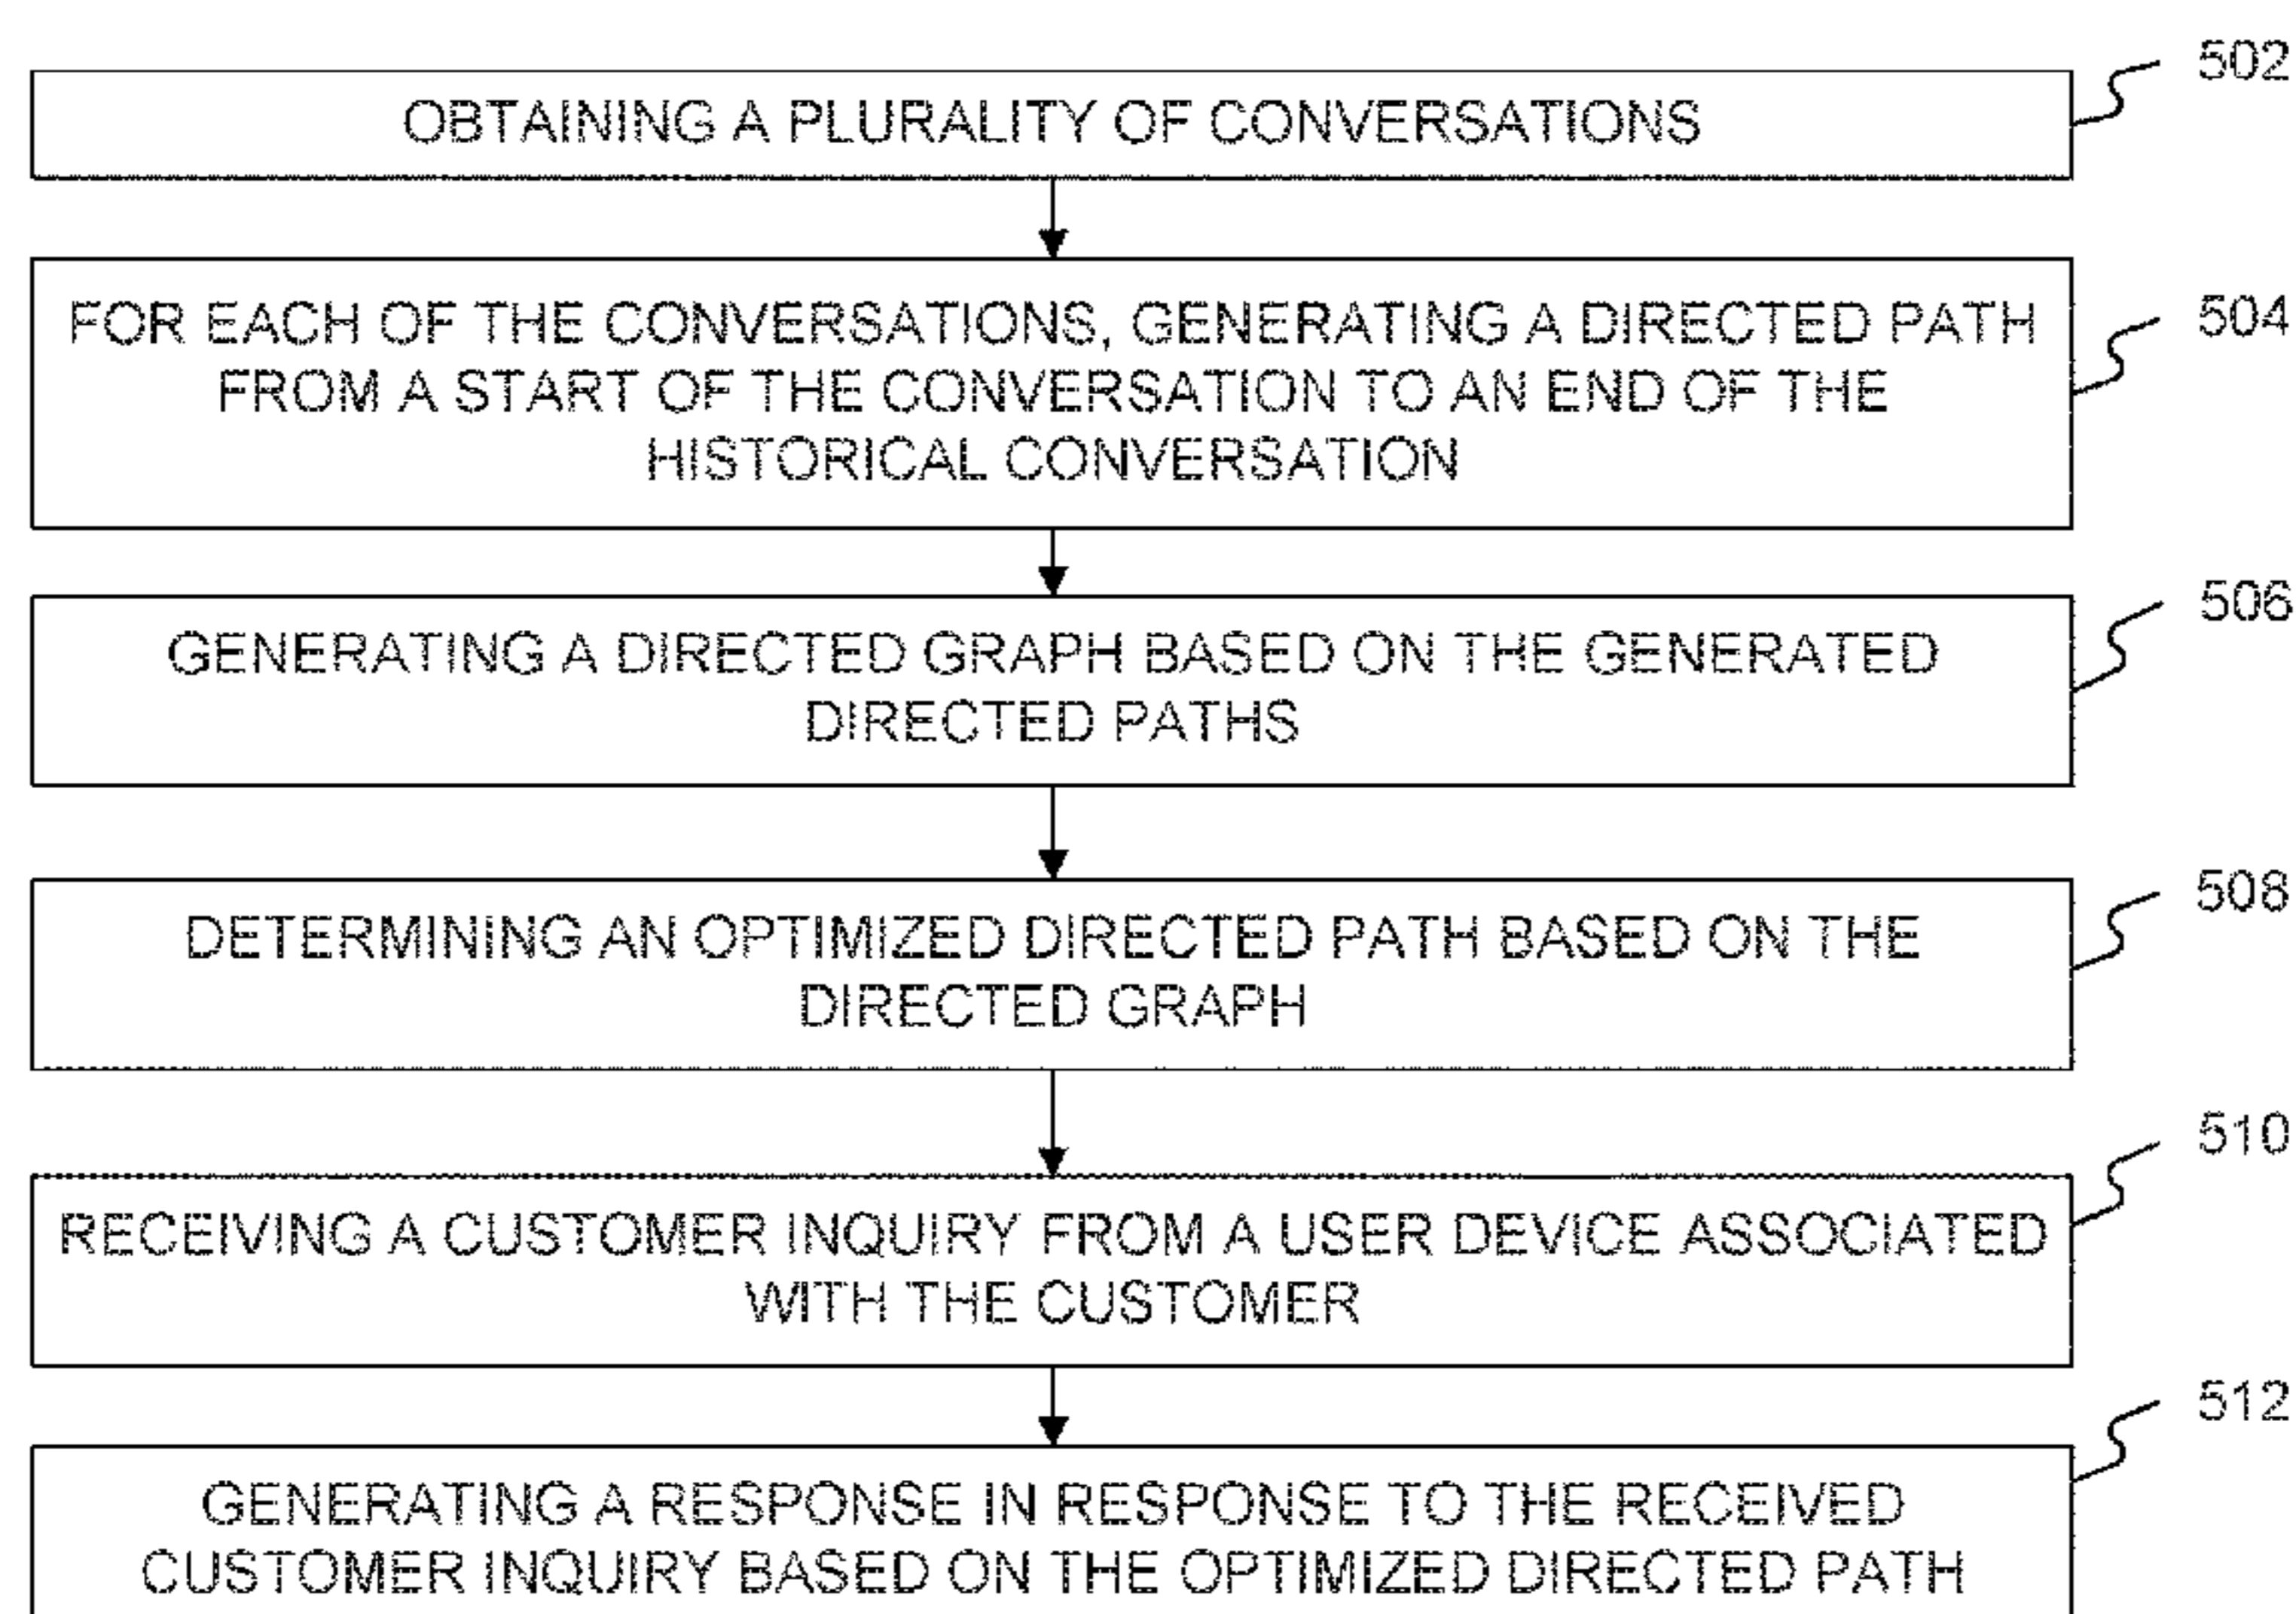 502
OBTAINING A PLURALITY OF CONVERSATIONS
504
FOR EACH OF THE CONVERSATIONS, GENERATING A DIRECTED PATH
FROM A START OF THE CONVERSATION TO AN END OF THE
HISTORICAL CONVERSATION
506
GENERATING A DIRECTED GRAPH BASED ON THE GENERATED
DIRECTED PATHS
508
DETERMINING AN OPTIMIZED DIRECTED PATH BASED ON THE
DIRECTED GRAPH
510
RECEIVING A CUSTOMER INQUIRY FROM A USER DEVICE ASSOCIATED
WITH THE CUSTOMER
512
GENERATING A RESPONSE IN RESPONSE TO THE RECEIVED
CUSTOMER INQUIRY BASED ON THE OPTIMIZED DIRECTED PATH